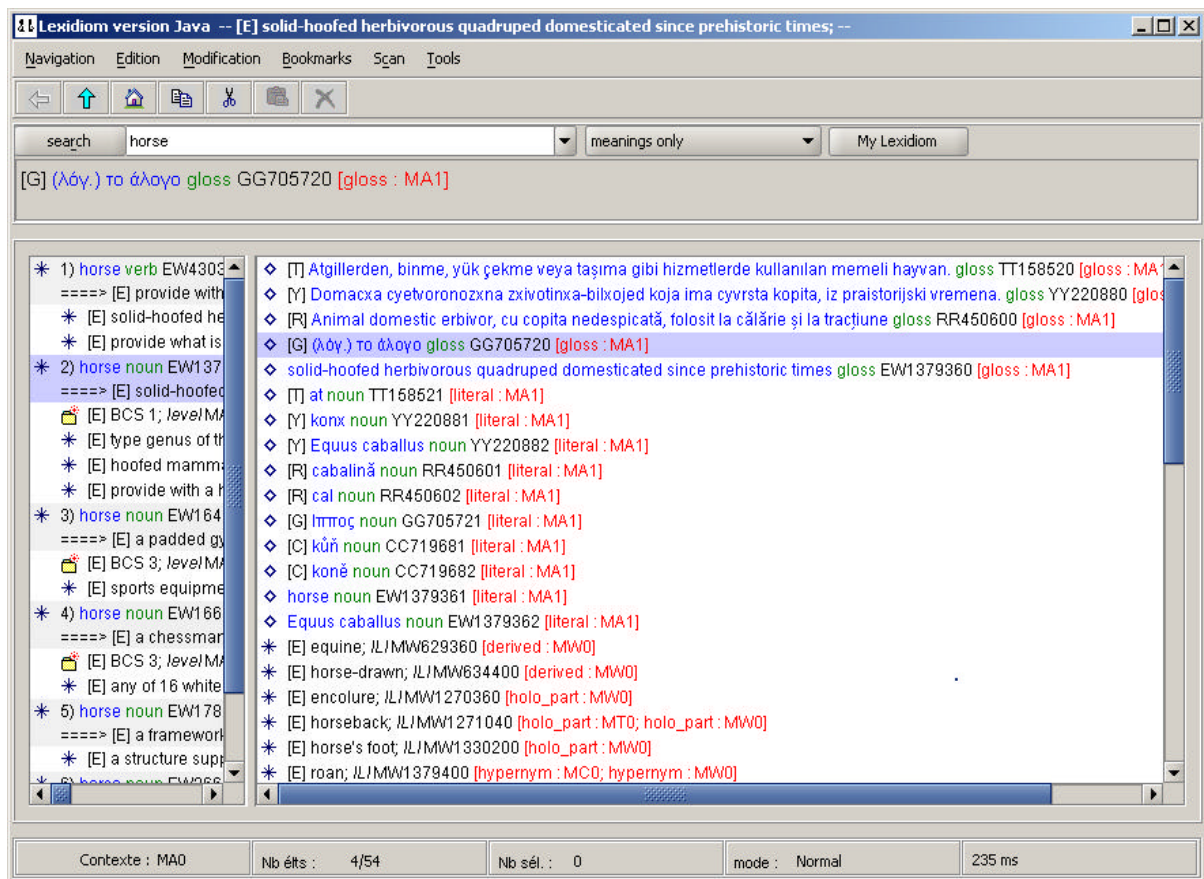 Lexidiom version Java -- [E] solid-hoofed herbivorous quadruped domesticated since prehistoric times; --
Navigation Edition Modification Bookmarks Scan Tools
search horse meanings only My Lexidiom
[G] (λόγ.) το άλογο gloss GG705720 [gloss : MA1]
1) horse verb EW4303
====> [E] provide with
[E] solid-hoofed he
[E] provide what is
2) horse noun EW137
====> [E] solid-hoofed
[E] BCS 1; level MA
[E] type genus of th
[E] hoofed mamma
[E] provide with a h
3) horse noun EW164
====> [E] a padded gy
[E] BCS 3; level MA
[E] sports equipme
4) horse noun EW166
====> [E] a chessman
[E] BCS 3; level MA
[E] any of 16 white
5) horse noun EW178
====> [E] a framework
[E] a structure supp
[T] Atgillerden, binme, yük çekme veya taşıma gibi hizmetlerde kullanılan memeli hayvan. gloss TT158520 [gloss : MA1
[Y] Domacxa cyetvoronozxna zxivotinxa-bilxojed koja ima cyvrsta kopita, iz praistorijski vremena. gloss YY220880 [glos
[R] Animal domestic erbivor, cu copita nedespicată, folosit la călărie şi la tracţiune gloss RR450600 [gloss : MA1]
[G] (λόγ.) το άλογο gloss GG705720 [gloss : MA1]
solid-hoofed herbivorous quadruped domesticated since prehistoric times gloss EW1379360 [gloss : MA1]
[T] at noun TT158521 [literal : MA1]
[Y] konx noun YY220881 [literal : MA1]
[Y] Equus caballus noun YY220882 [literal : MA1]
[R] cabalină noun RR450601 [literal : MA1]
[R] cal noun RR450602 [literal : MA1]
[G] Ιππος noun GG705721 [literal : MA1]
[C] kůň noun CC719681 [literal : MA1]
[C] koně noun CC719682 [literal : MA1]
horse noun EW1379361 [literal : MA1]
Equus caballus noun EW1379362 [literal : MA1]
[E] equine; ILI MW629360 [derived : MW0]
[E] horse-drawn; ILI MW634400 [derived : MW0]
[E] encolure; ILI MW1270360 [holo_part : MW0]
[E] horseback; ILI MW1271040 [holo_part : MT0; holo_part : MW0]
[E] horse's foot; ILI MW1330200 [holo_part : MW0]
[E] roan; ILI MW1379400 [hypernym : MC0; hypernym : MW0]
Contexte : MA0 Nb élts : 4/54 Nb sél. : 0 mode : Normal 235 ms